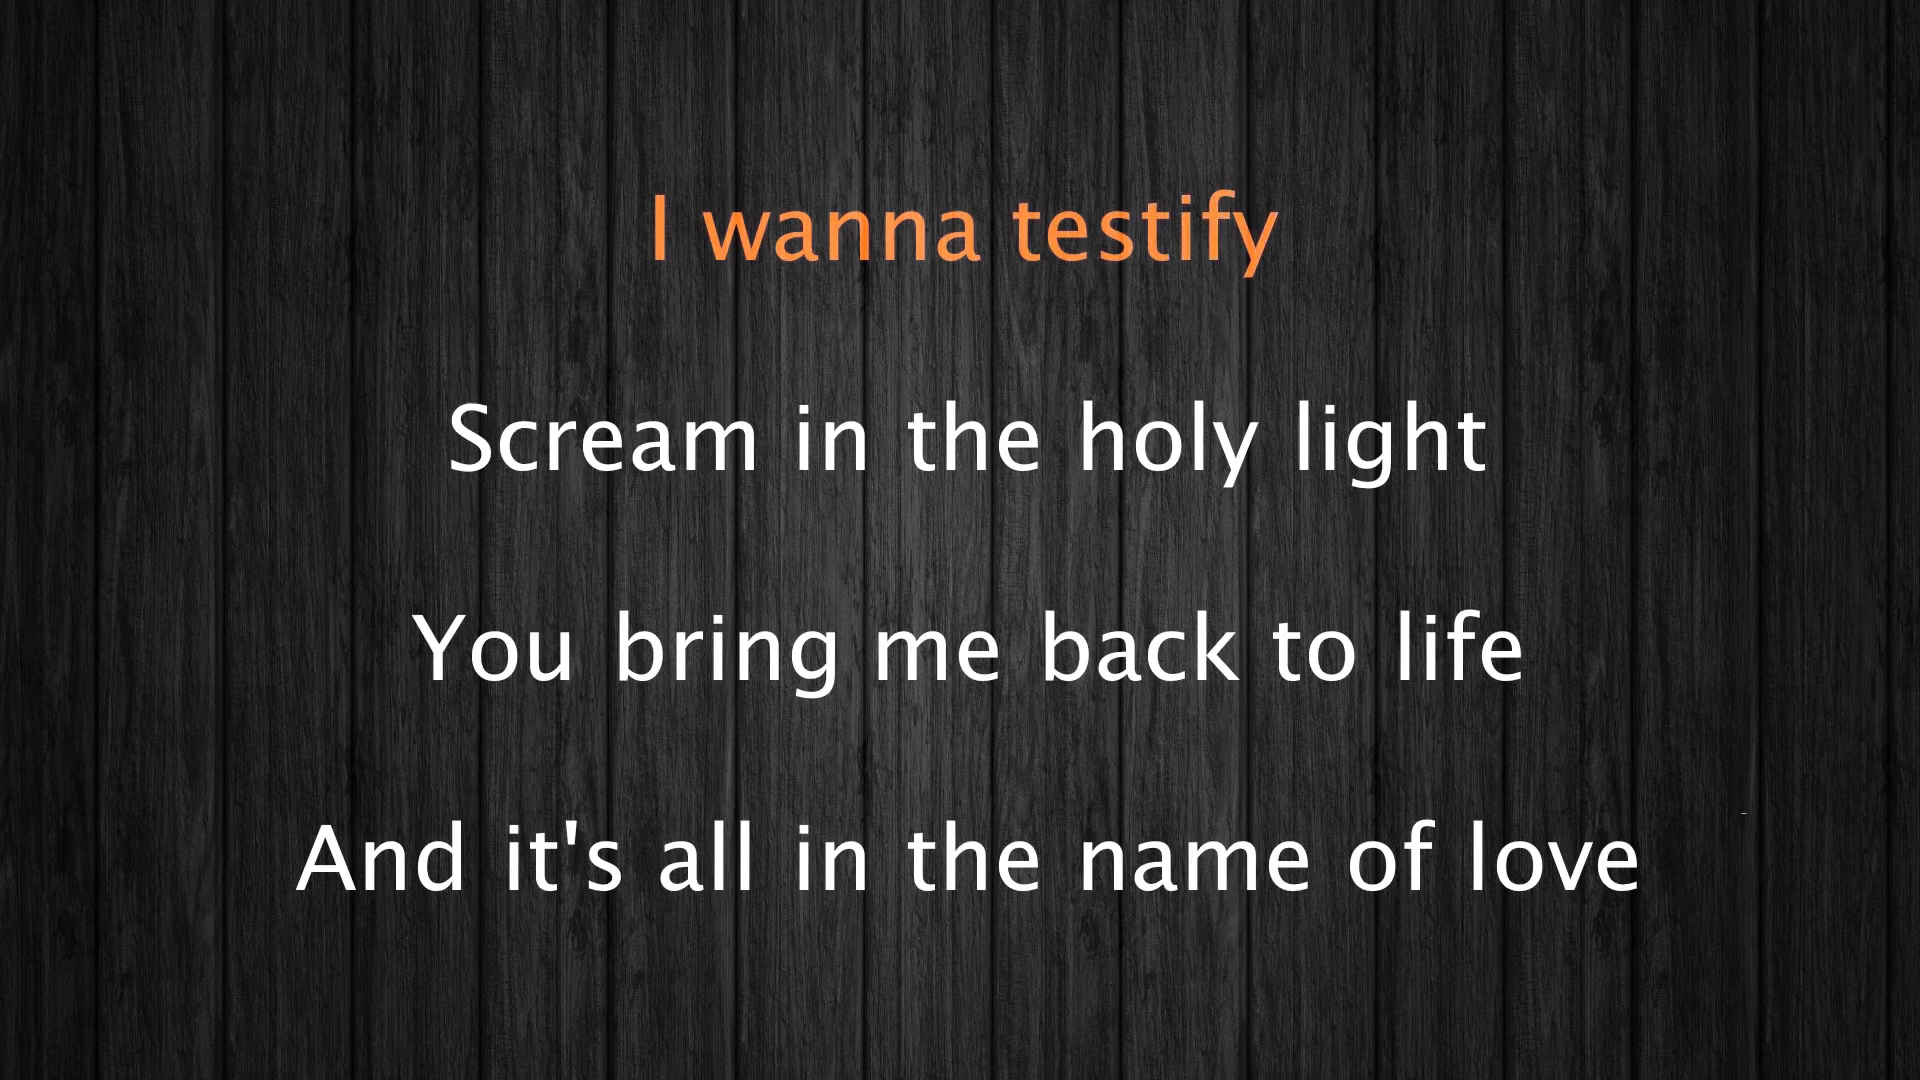 I wanna testify
Scream in the holy light
You bring me back to life
And it's all in the name of love